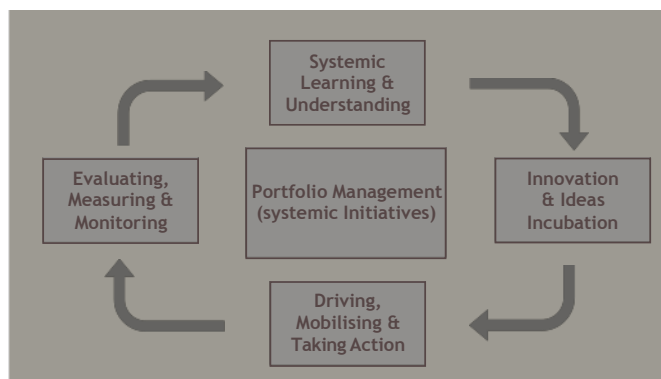 Systemic
Learning &
Understanding
Evaluating,
Measuring &
Monitoring
Portfolio Management
(systemic Initiatives)
Innovation
& Ideas
Incubation
Driving,
Mobilising &
Taking Action